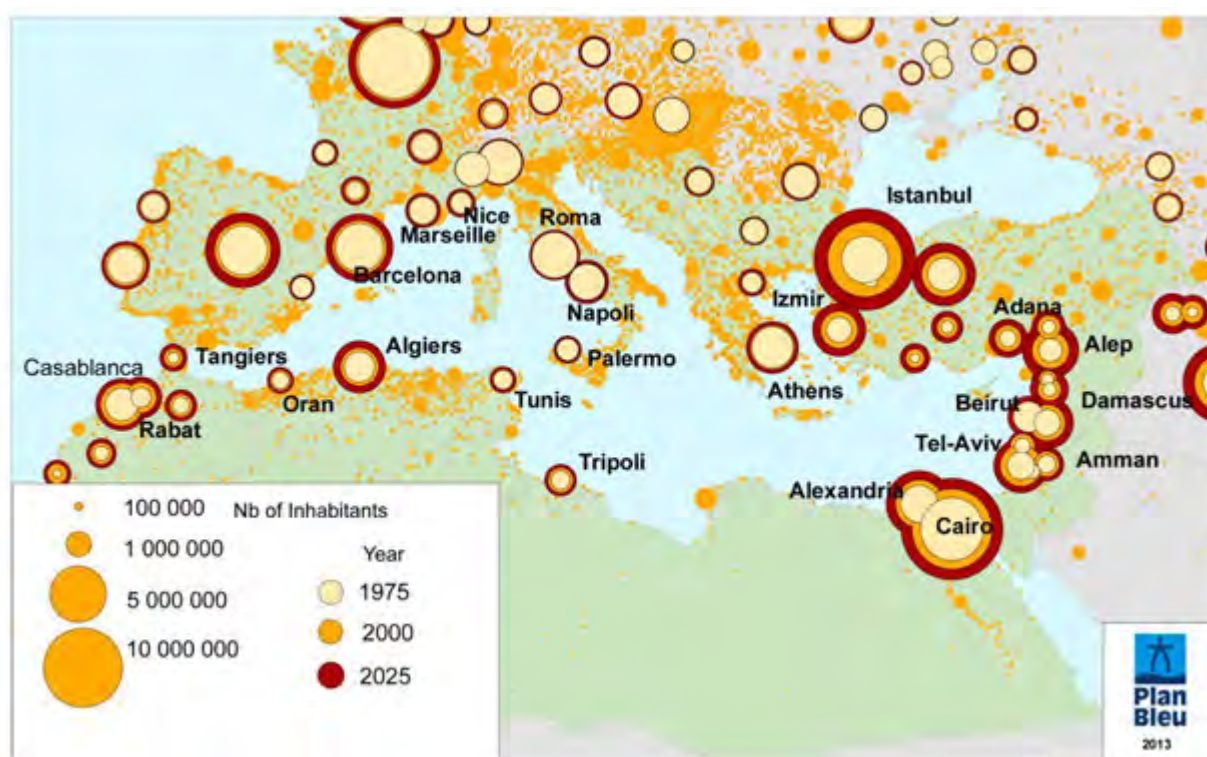 Istanbul
Nice
Roma
Marseille
Barcelona
Izmir
Napoli
Adana
Casablanca
Tangiers
Algiers
Palermo
Alep
Athens
Oran
Tunis
Beirut
Damascus
Rabat
Tel-Aviv
Tripoli
Amman
Alexandria
Cairo
100 000
Nb of Inhabitants
1 000 000
Year
5 000 000
1975
2000
10 000 000
2025
Plan
Bleu
2013